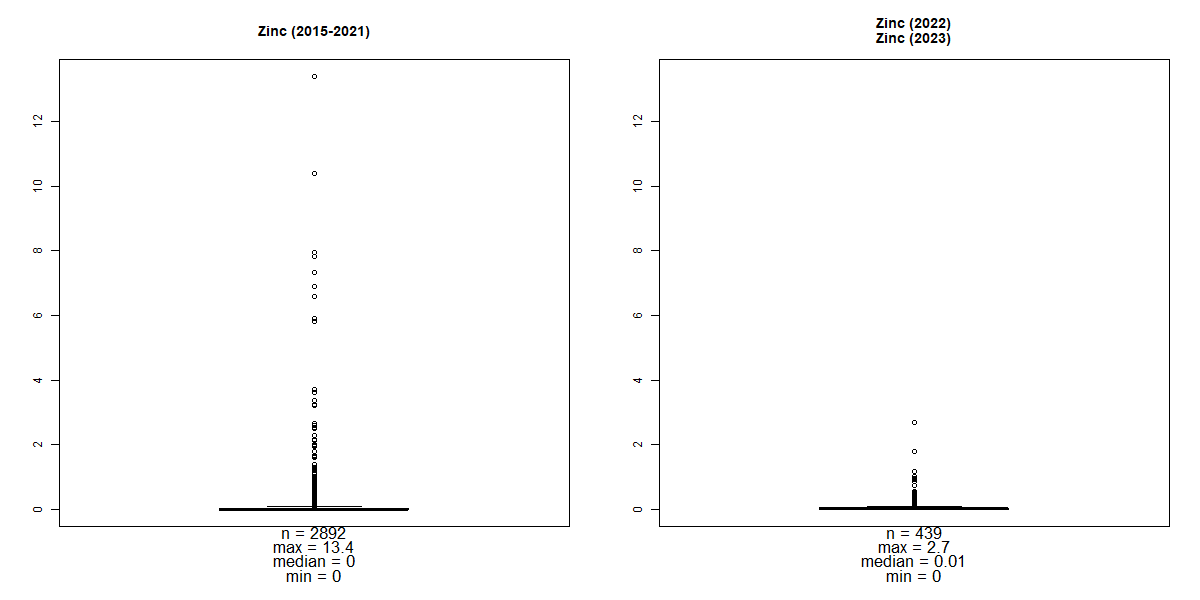 Zinc (2015-2021)
12
10
8
6
4
2
0
n = 2892
max = 13.4
median = 0
min = 0
Zinc (2022)
Zinc (2023)
12
10
8
6
4
2
0
n = 439
max = 2.7
median = 0.01
min = 0